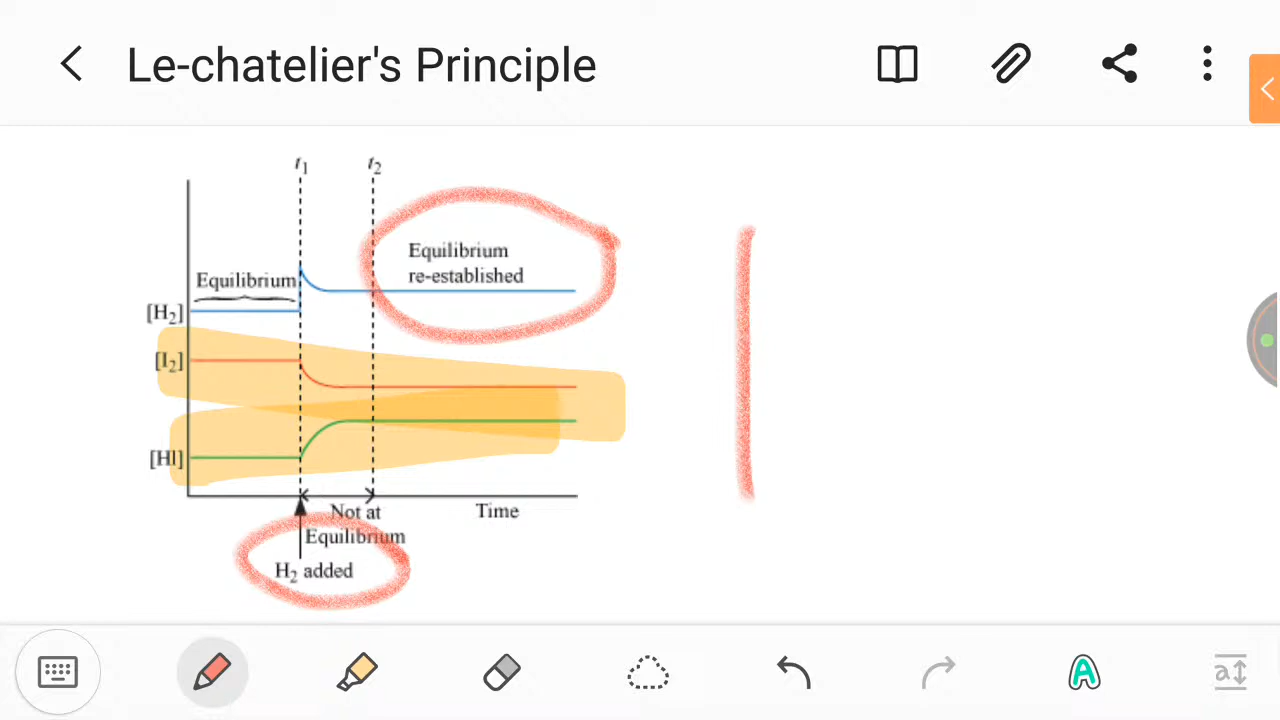 Le-chatelier's Principle
t1 t2
Equilibrium
re-established
Equilibrium
[H2]
[I2]
[HI]
Not at
Equilibrium
Time
H2 added
A
a